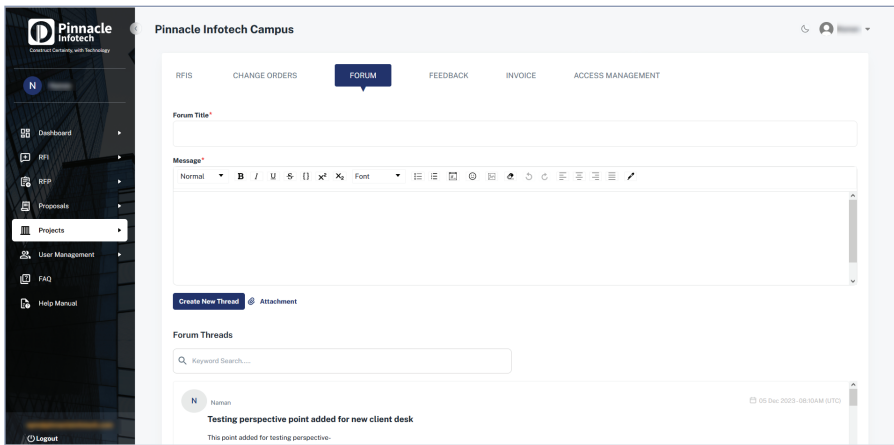 Pinnacle
Infotech
Construct Certainty, with Technology
N
Dashboard
RFI
RFP
Proposals
Projects
User Management
FAQ
Help Manual
Logout
Pinnacle Infotech Campus
RFIS CHANGE ORDERS FORUM FEEDBACK INVOICE ACCESS MANAGEMENT
Forum Title*
Message*
Normal B I U S {} x² X₂ Font
Create New Thread Attachment
Forum Threads
Keyword Search....
N Naman 05 Dec 2023-08:10AM (UTC)
Testing perspective point added for new client desk
This point added for testing perspective-